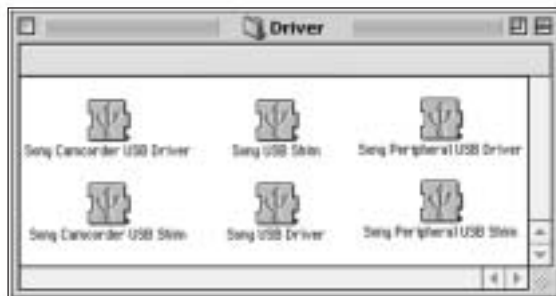 Driver
Sony Camcorder USB Driver Sony USB Shim Sony Peripheral USB Driver
Sony Camcorder USB Shim Sony USB Driver Sony Peripheral USB Shim